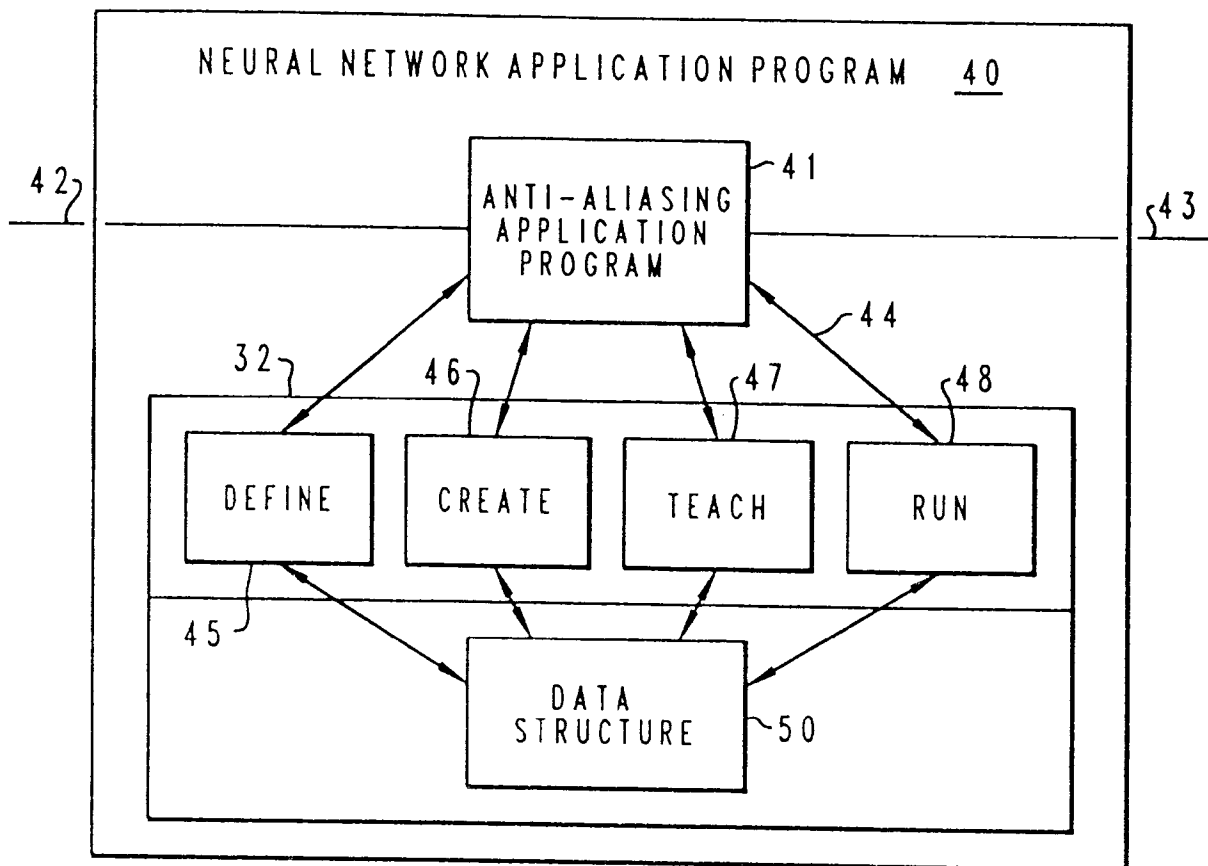 NEURAL NETWORK APPLICATION PROGRAM 40
41
42
43
ANTI-ALIASING
APPLICATION
PROGRAM
44
32
46
47
48
DEFINE
CREATE
TEACH
RUN
45
DATA
STRUCTURE
50